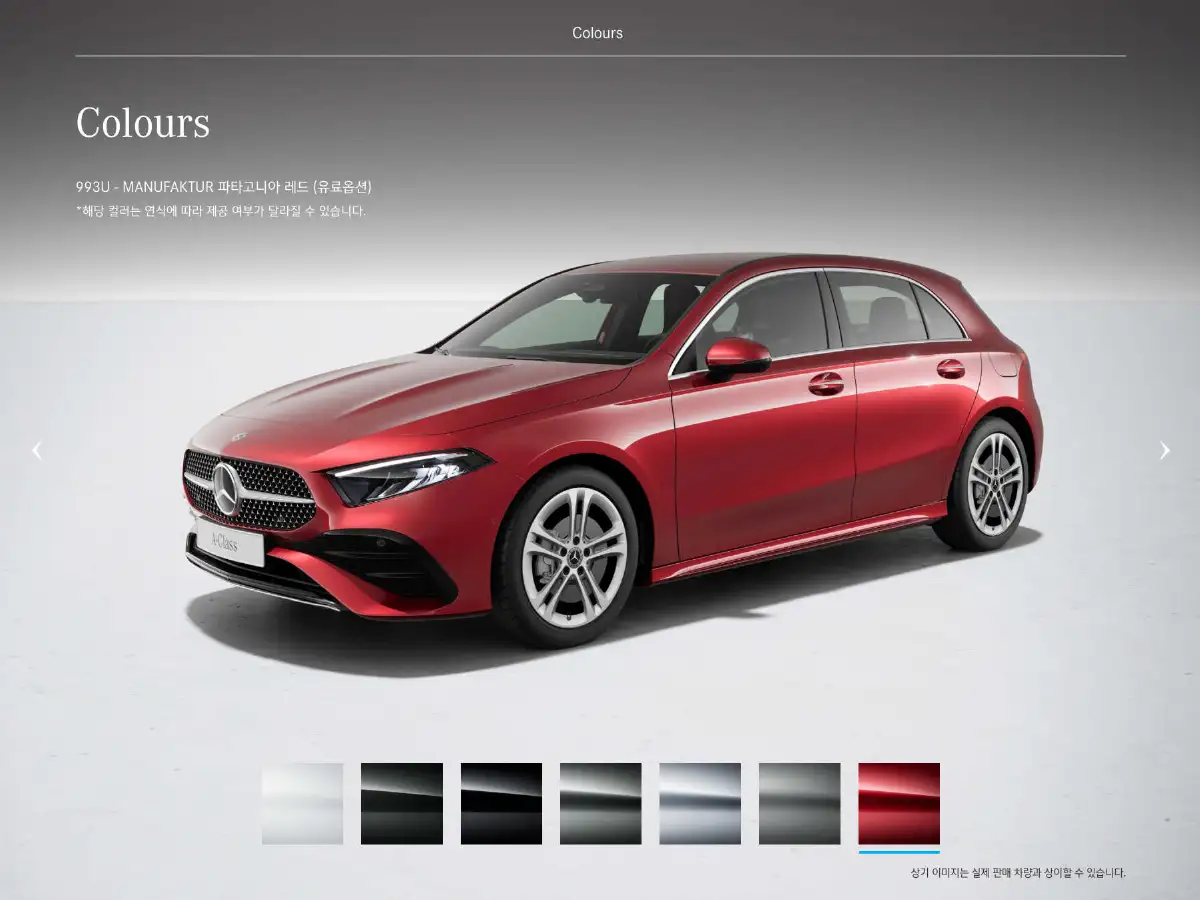 Colours
Colours
993U - MANUFAKTUR 파타고니아 레드 (유료옵션)
*해당 컬러는 연식에 따라 제공 여부가 달라질 수 있습니다.
A-Class
상기 이미지는 실제 판매 차량과 상이할 수 있습니다.